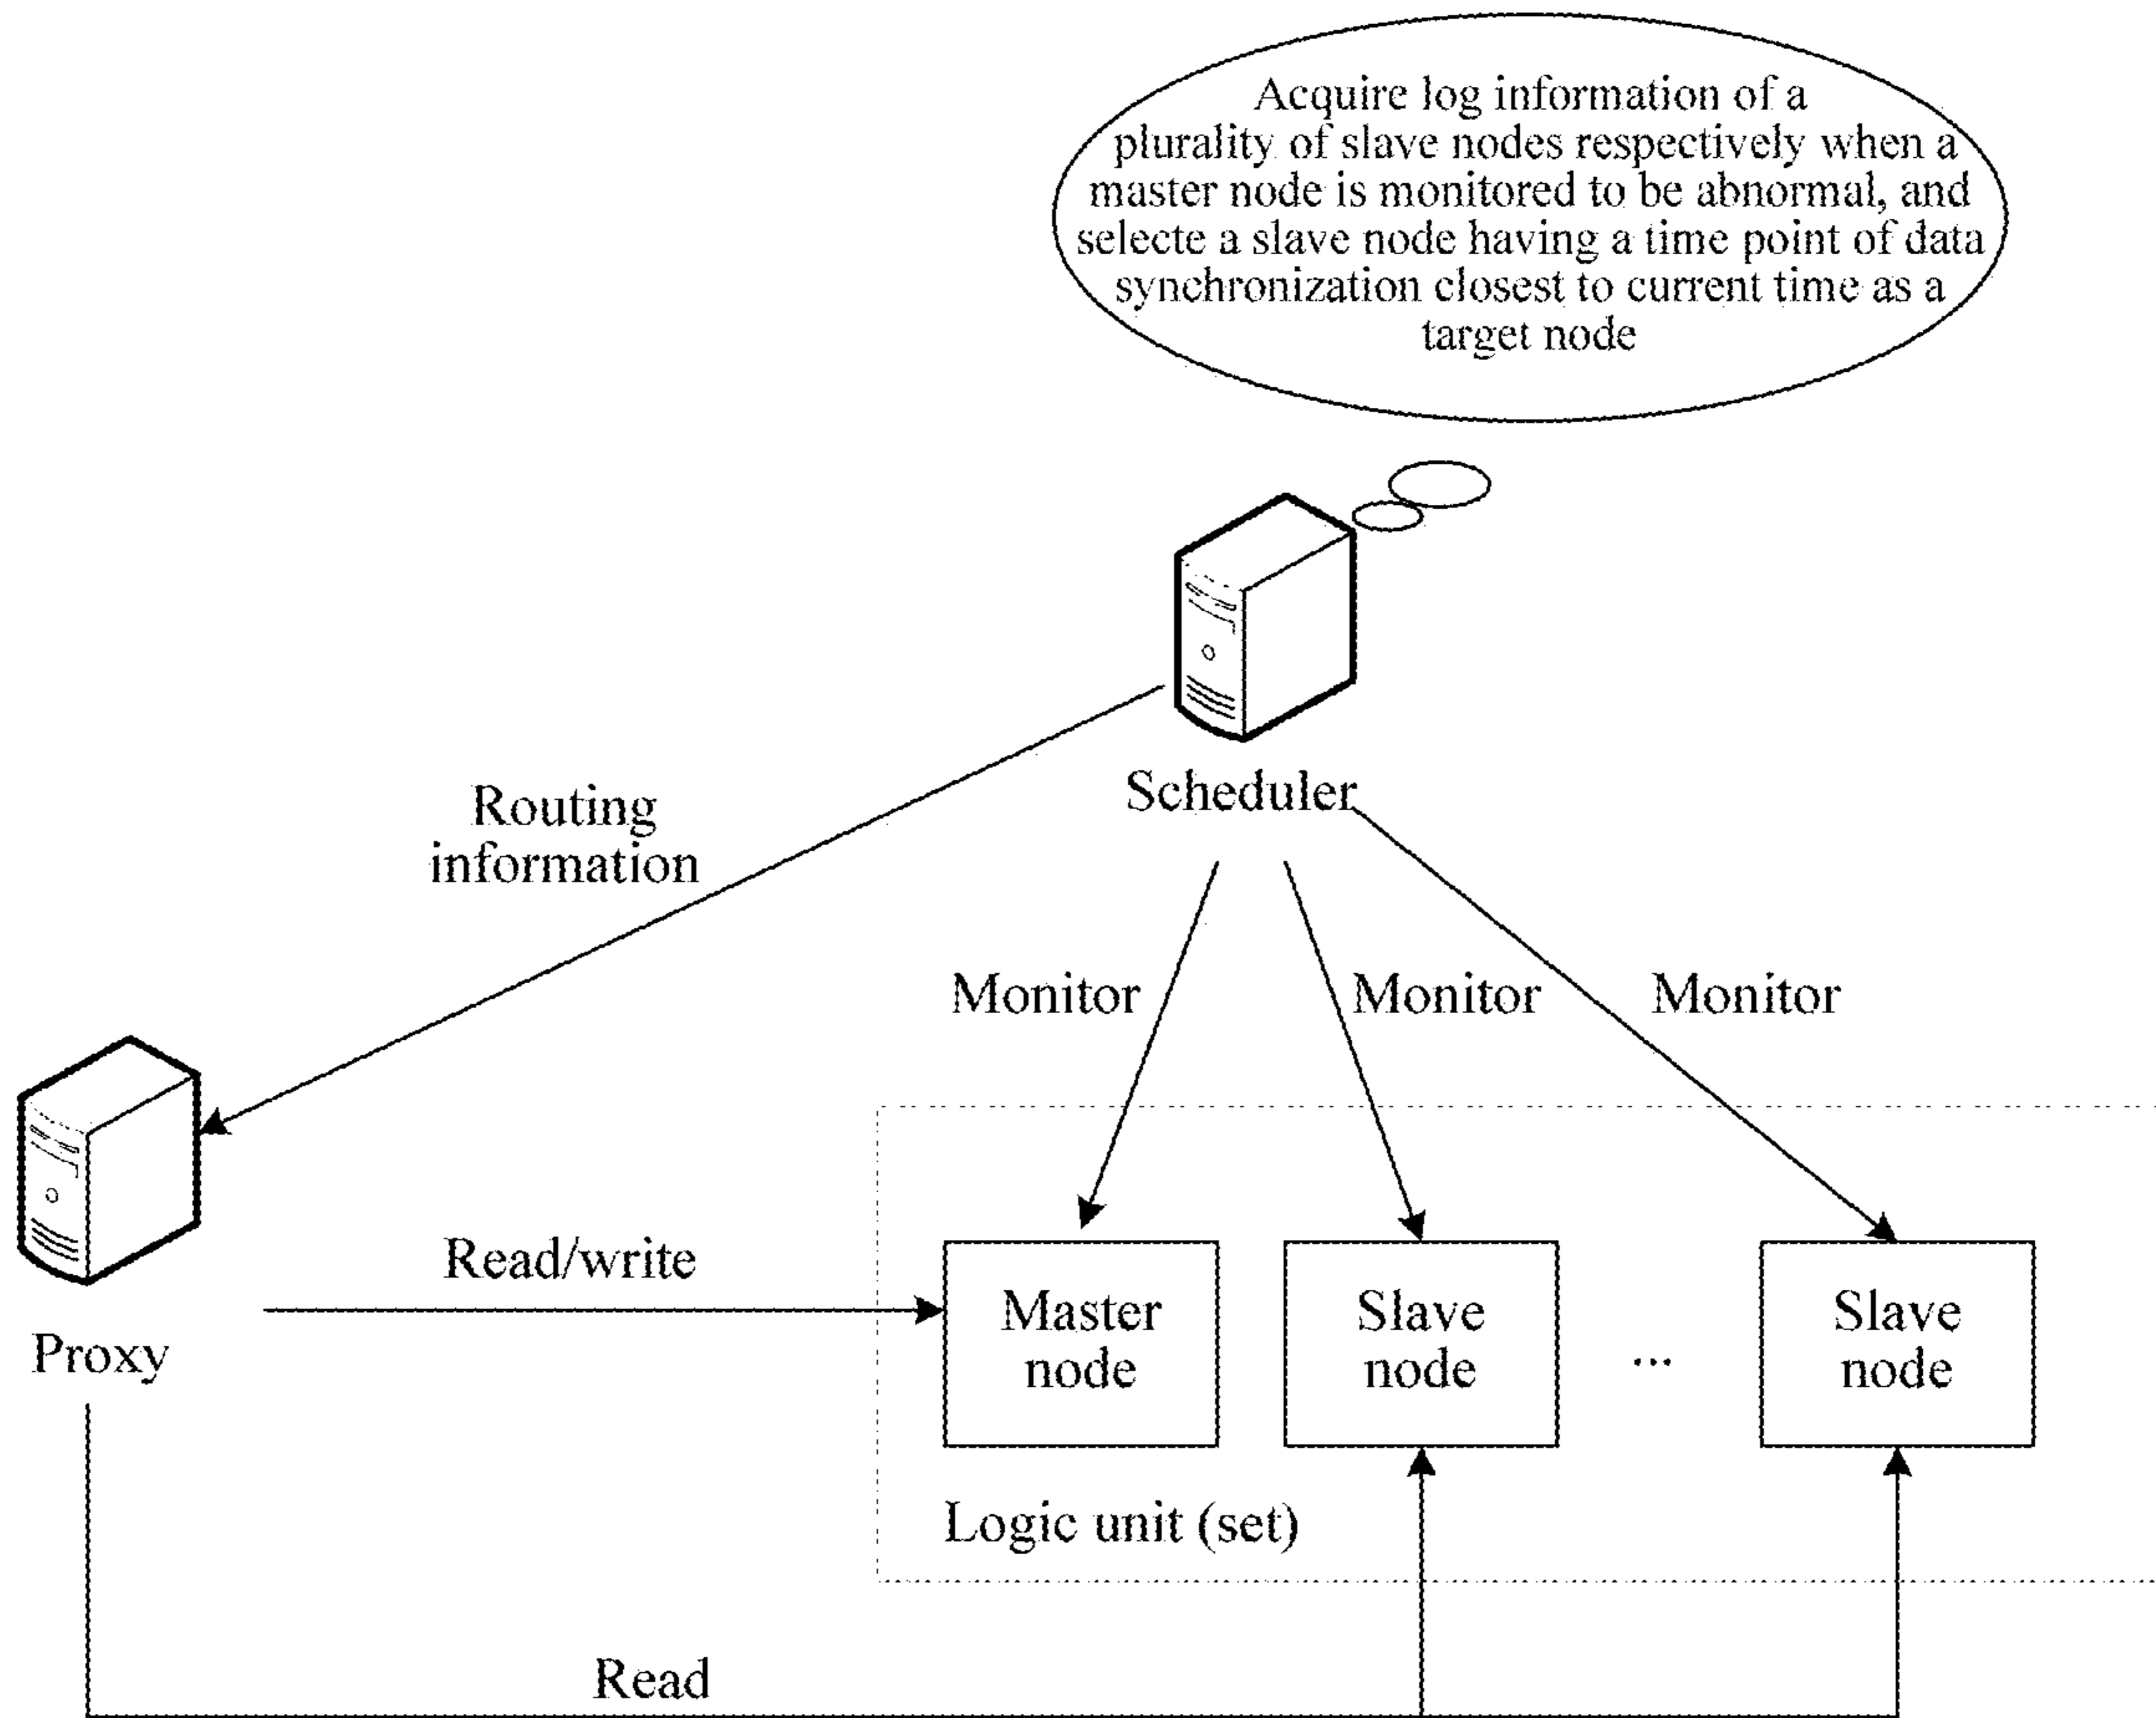 Acquire log information of a
plurality of slave nodes respectively when a
master node is monitored to be abnormal, and
selecte a slave node having a time point of data
synchronization closest to current time as a
target node
Scheduler
Routing
information
Monitor
Monitor
Monitor
Proxy
Read/write
Master
node
Slave
node
...
Slave
node
Logic unit (set)
Read